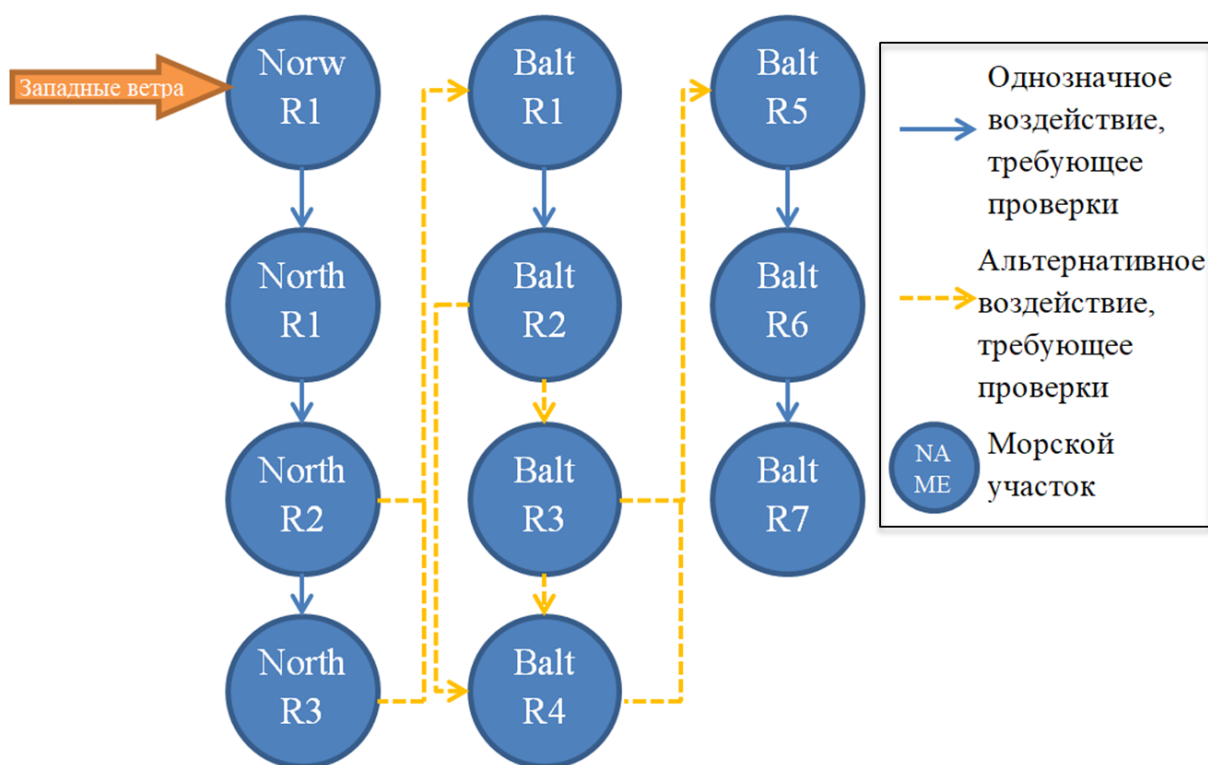 Западные ветра
Norw
R1
North
R1
North
R2
North
R3
Balt
R1
Balt
R2
Balt
R3
Balt
R4
Balt
R5
Balt
R6
Balt
R7
Однозначное
воздействие,
требующее
проверки
Альтернативное
воздействие,
требующее
проверки
NA
ME
Морской
участок